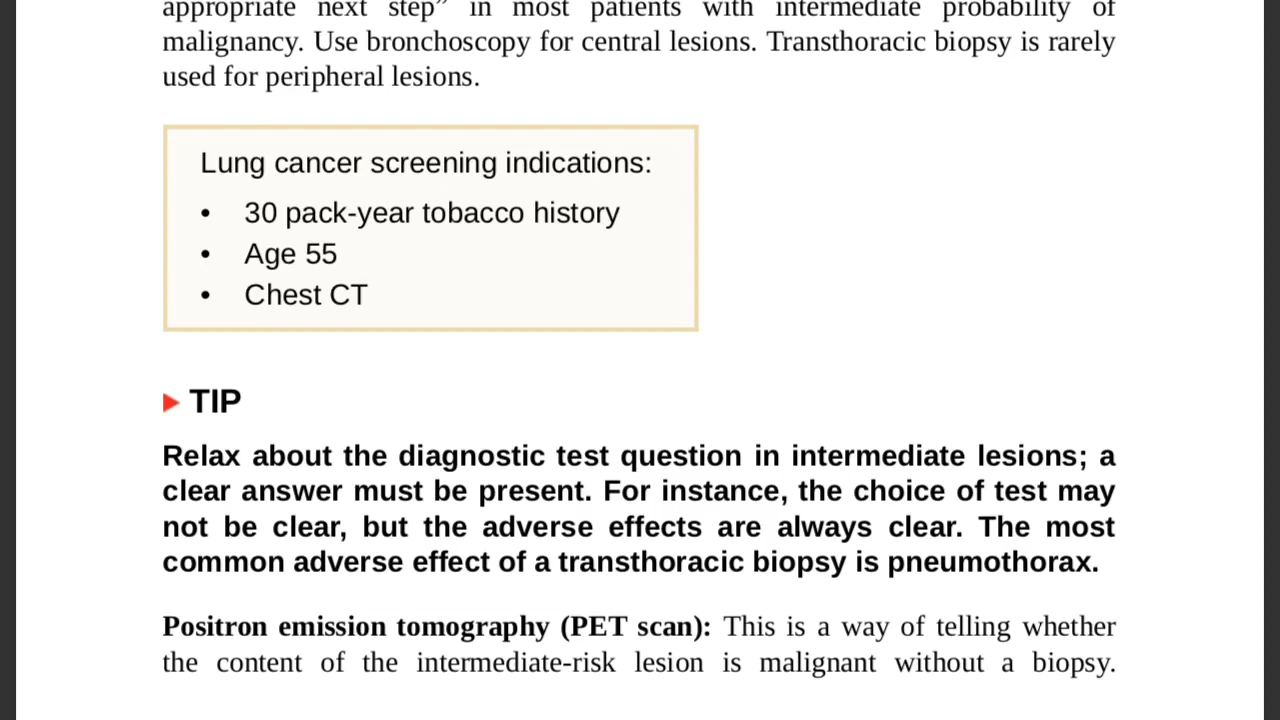 appropriate next step” in most patients with intermediate probability of
malignancy. Use bronchoscopy for central lesions. Transthoracic biopsy is rarely
used for peripheral lesions.
Lung cancer screening indications:
• 30 pack-year tobacco history
• Age 55
• Chest CT
TIP
Relax about the diagnostic test question in intermediate lesions; a
clear answer must be present. For instance, the choice of test may
not be clear, but the adverse effects are always clear. The most
common adverse effect of a transthoracic biopsy is pneumothorax.
Positron emission tomography (PET scan): This is a way of telling whether
the content of the intermediate-risk lesion is malignant without a biopsy.